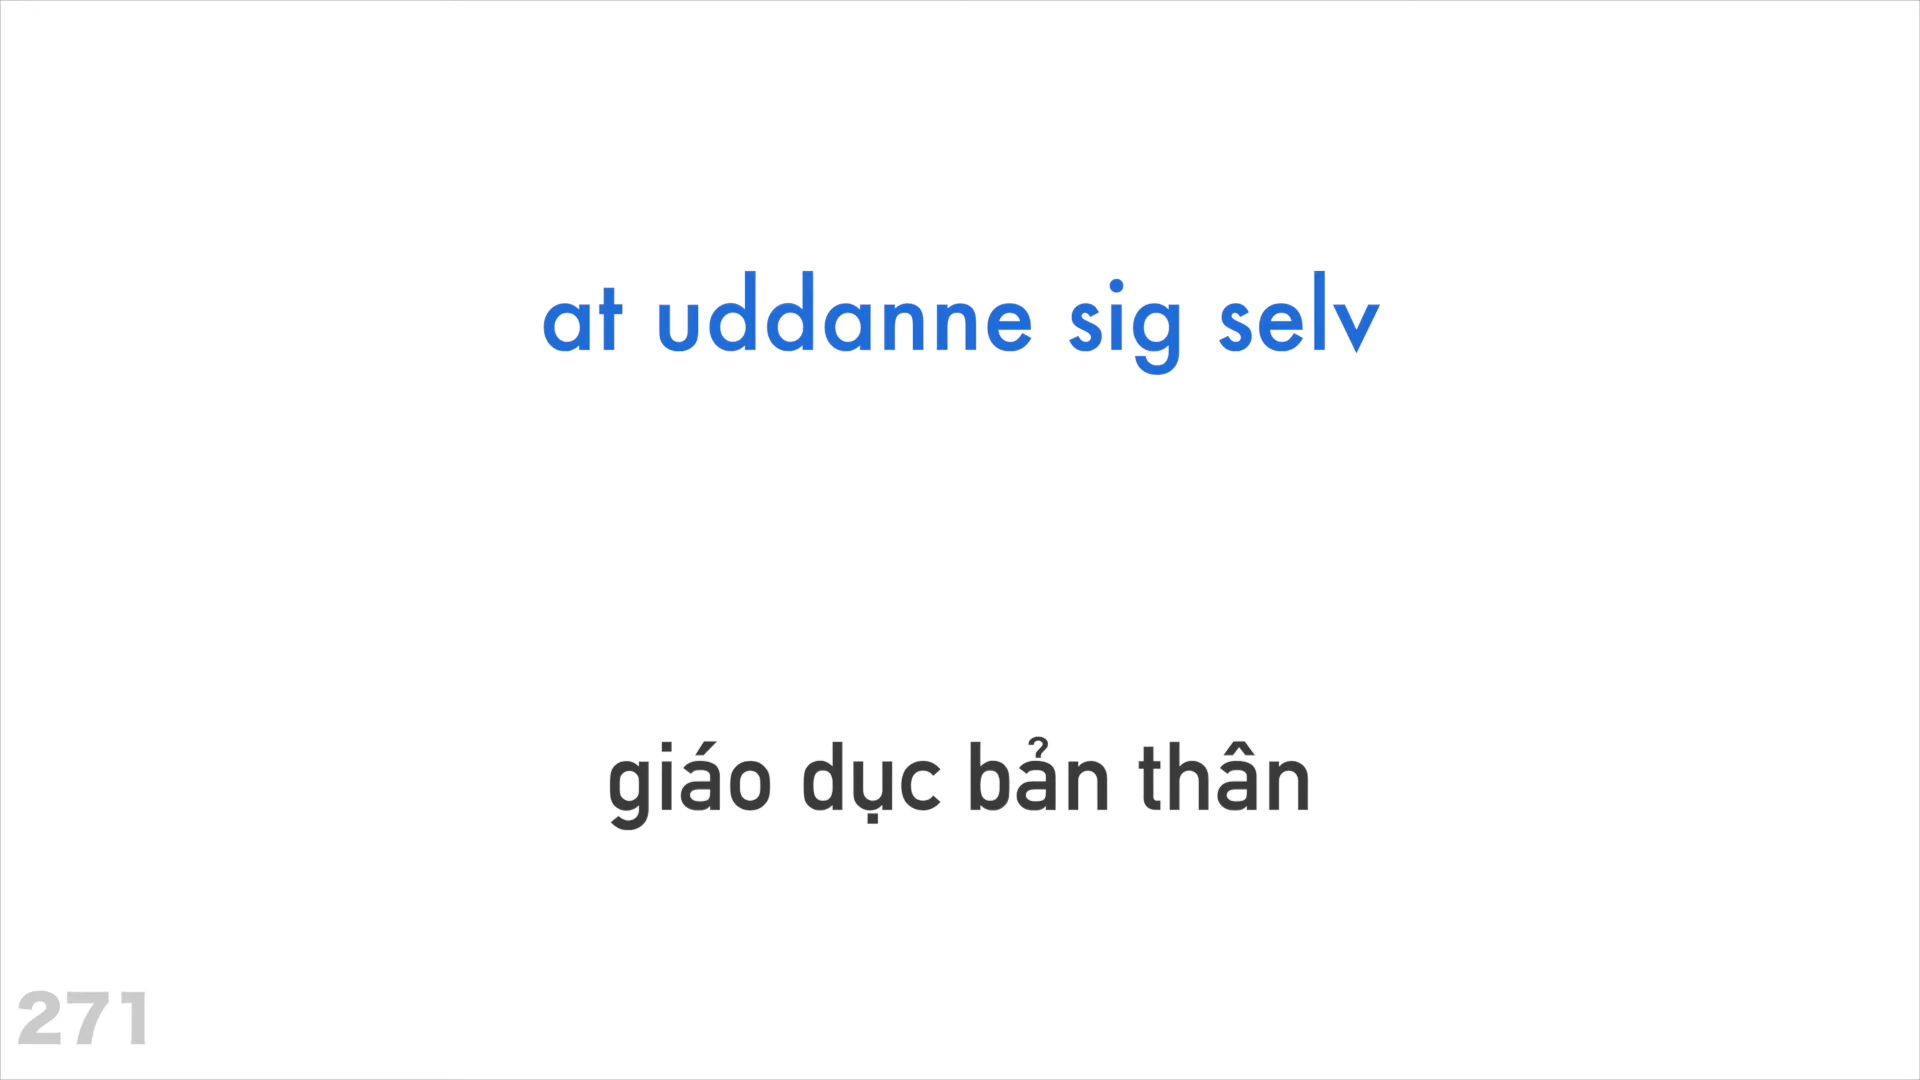 at uddanne sig selv
giáo dục bản thân
271